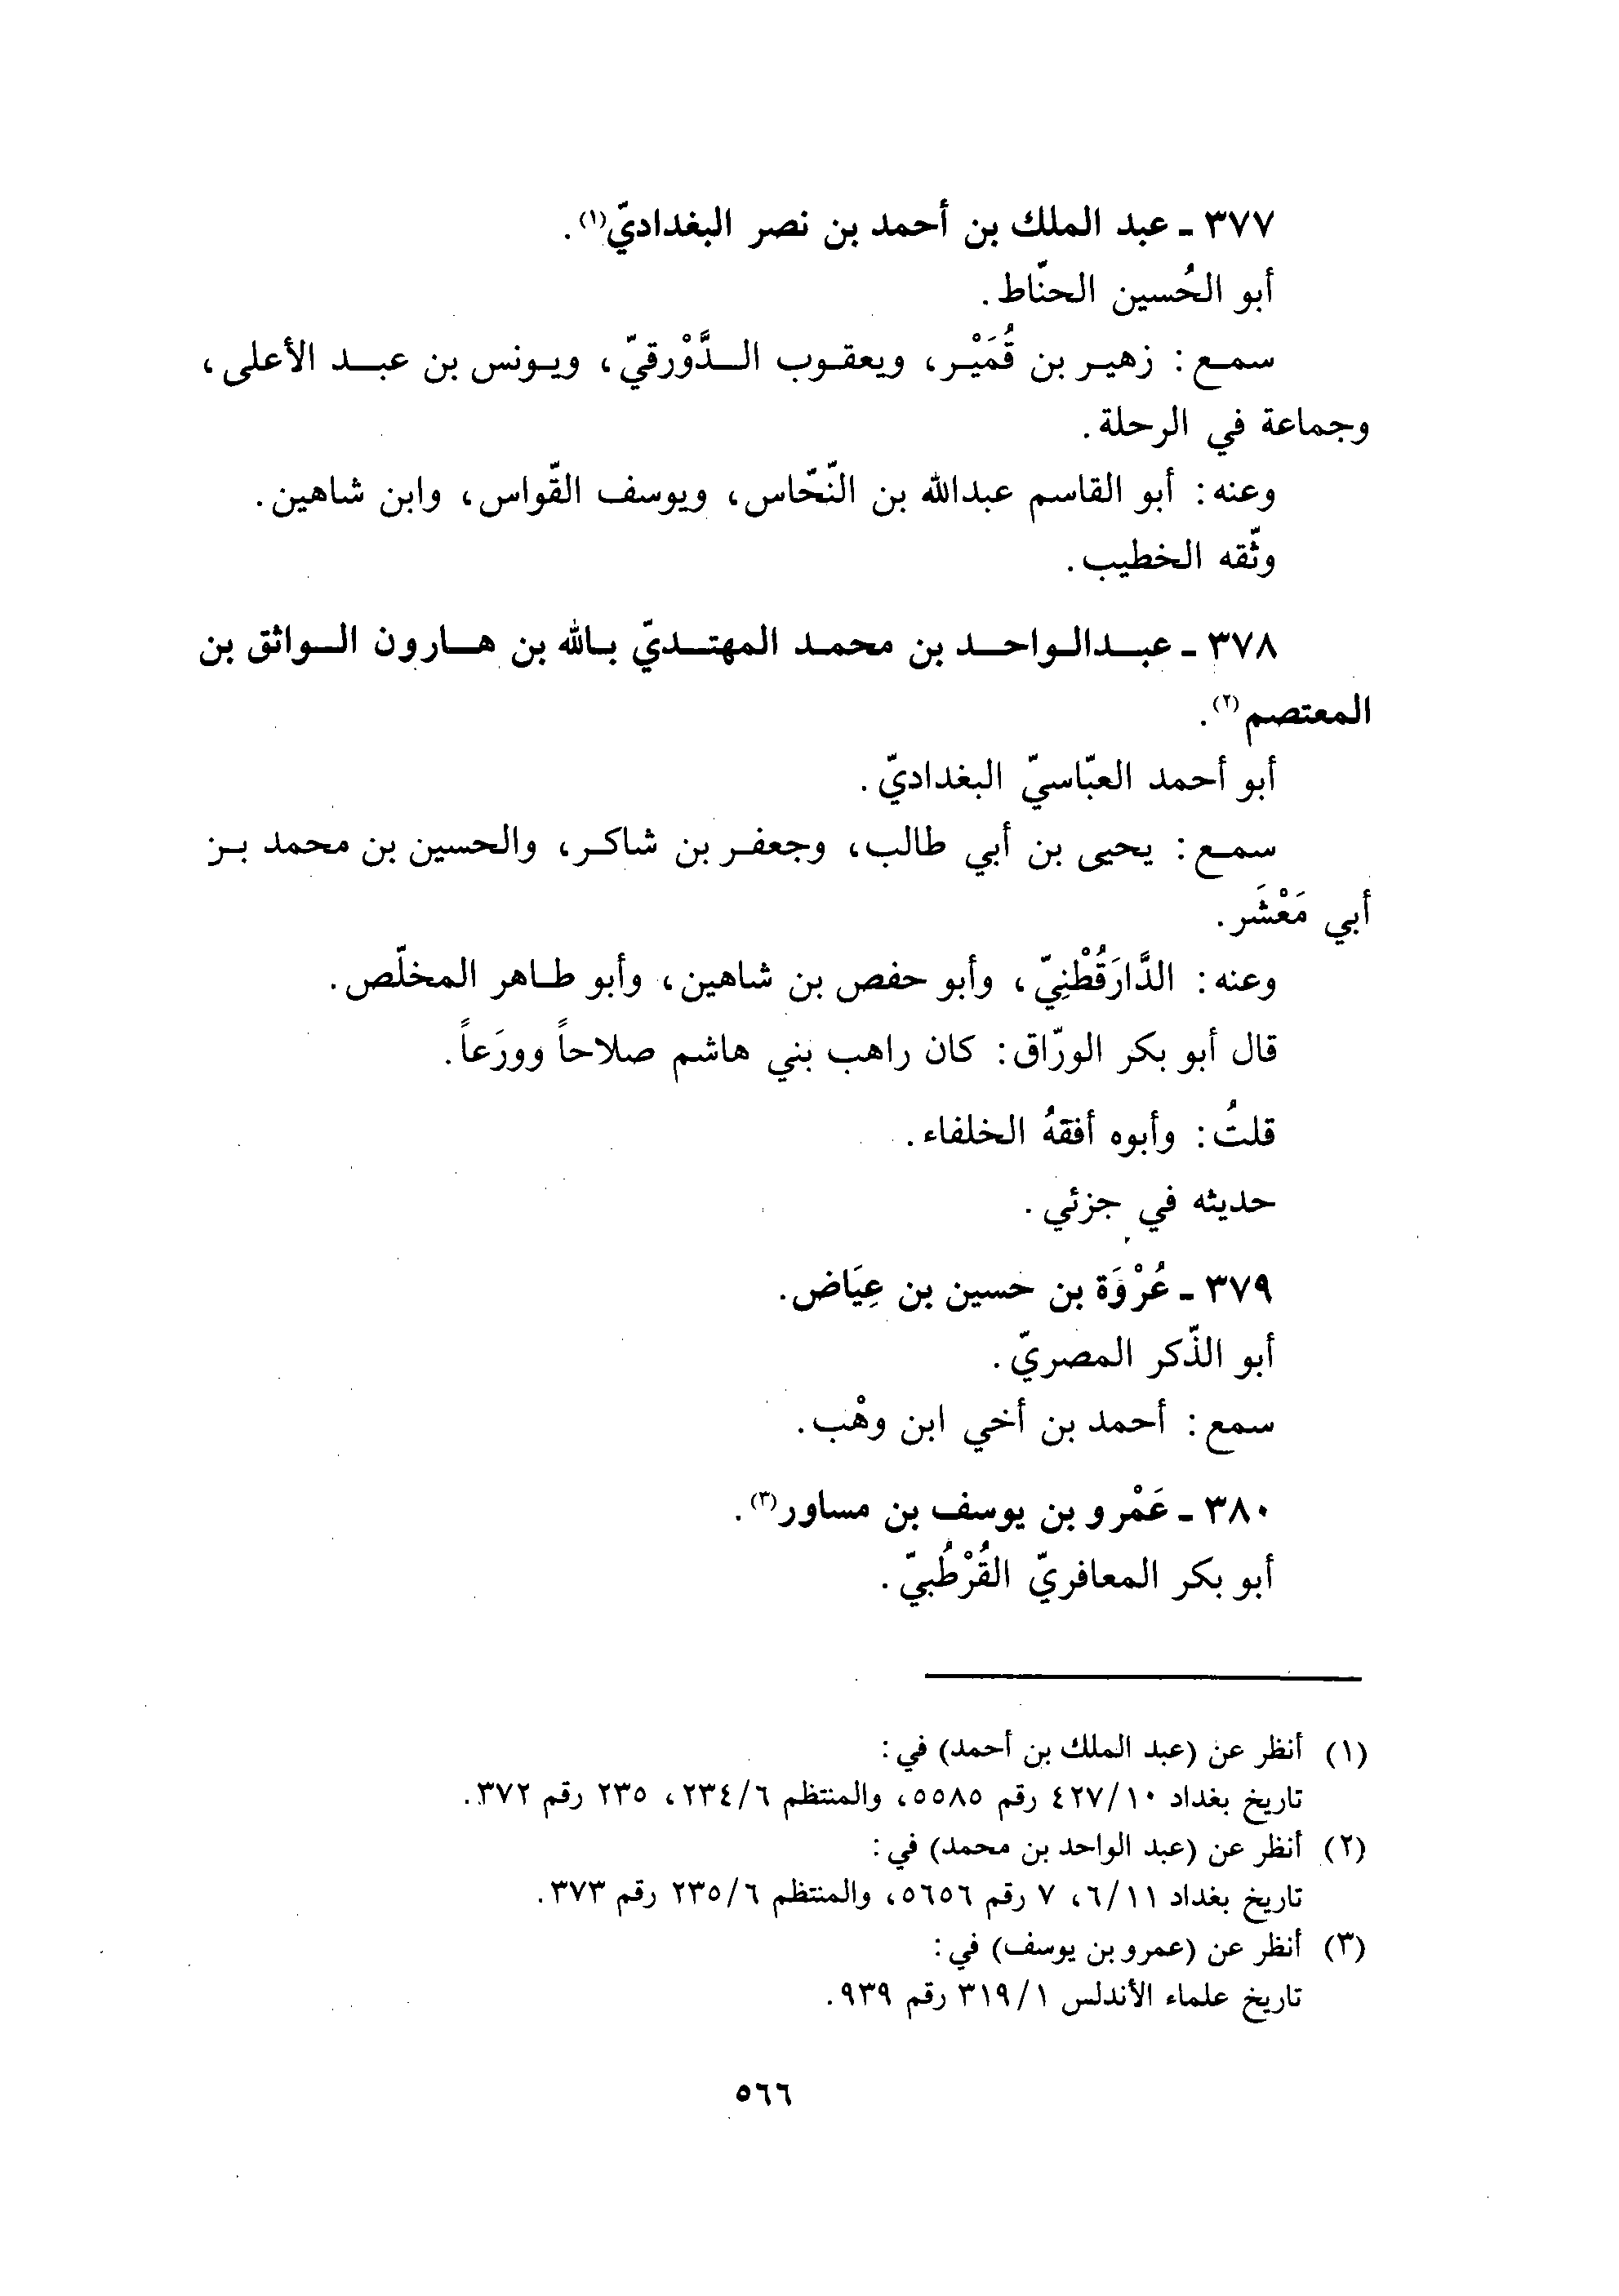 ٣٧٧ ـ عبد الملك بن أحمد بن نصر البغداديّ(١).
أبو الحُسين الحنّاط.
سمع: زهير بن قُمَيْر، ويعقوب الدَّوْرقيّ، ويونس بن عبد الأعلى،
وجماعة في الرحلة.
وعنه: أبو القاسم عبدالله بن النّحّاس، ويوسف القّواس، وابن شاهين.
وثّقه الخطيب.
٣٧٨ ـ عبدالواحد بن محمد المهتديّ بالله بن هارون الواثق بن
المعتصم(٢).
أبو أحمد العبّاسيّ البغداديّ.
سمع: يحيى بن أبي طالب، وجعفر بن شاكر، والحسين بن محمد بن
أبي مَعْشَر.
وعنه: الدَّارَقُطْنِيّ، وأبو حفص بن شاهين، وأبو طاهر المخلّص.
قال أبو بكر الورّاق: كان راهب بني هاشم صلاحاً وورَعاً.
قلتُ: وأبوه أفقهُ الخلفاء.
حديثه في جزئي.
٣٧٩ ـ عُرْوَة بن حسين بن عِيَاض.
أبو الذّكر المصريّ.
سمع: أحمد بن أخي ابن وهْب.
٣٨٠ ـ عَمْرو بن يوسف بن مساور(٣).
أبو بكر المعافريّ القُرْطُبيّ.
(١) أنظر عن (عبد الملك بن أحمد) في:
تاريخ بغداد ٤٢٧/١٠ رقم ٥٥٨٥، والمنتظم ٢٣٤/٦، ٢٣٥ رقم ٣٧٢.
(٢) أنظر عن (عبد الواحد بن محمد) في:
تاريخ بغداد ٦/١١، ٧ رقم ٥٦٥٦، والمنتظم ٢٣٥/٦ رقم ٣٧٣.
(٣) أنظر عن (عمرو بن يوسف) في:
تاريخ علماء الأندلس ٣١٩/١ رقم ٩٣٩.
٥٦٦